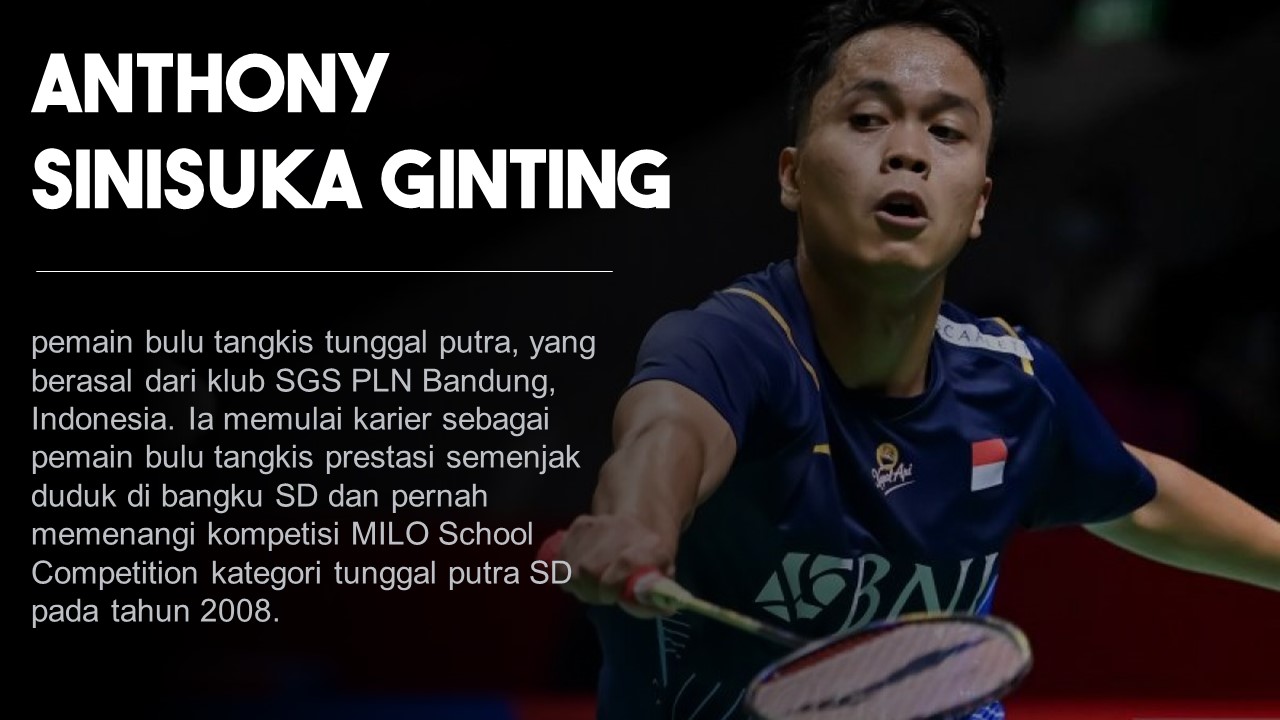 ANTHONY
SINISUKA GINTING
pemain bulu tangkis tunggal putra, yang
berasal dari klub SGS PLN Bandung,
Indonesia. Ia memulai karier sebagai
pemain bulu tangkis prestasi semenjak
duduk di bangku SD dan pernah
memenangi kompetisi MILO School
Competition kategori tunggal putra SD
pada tahun 2008.
BNI